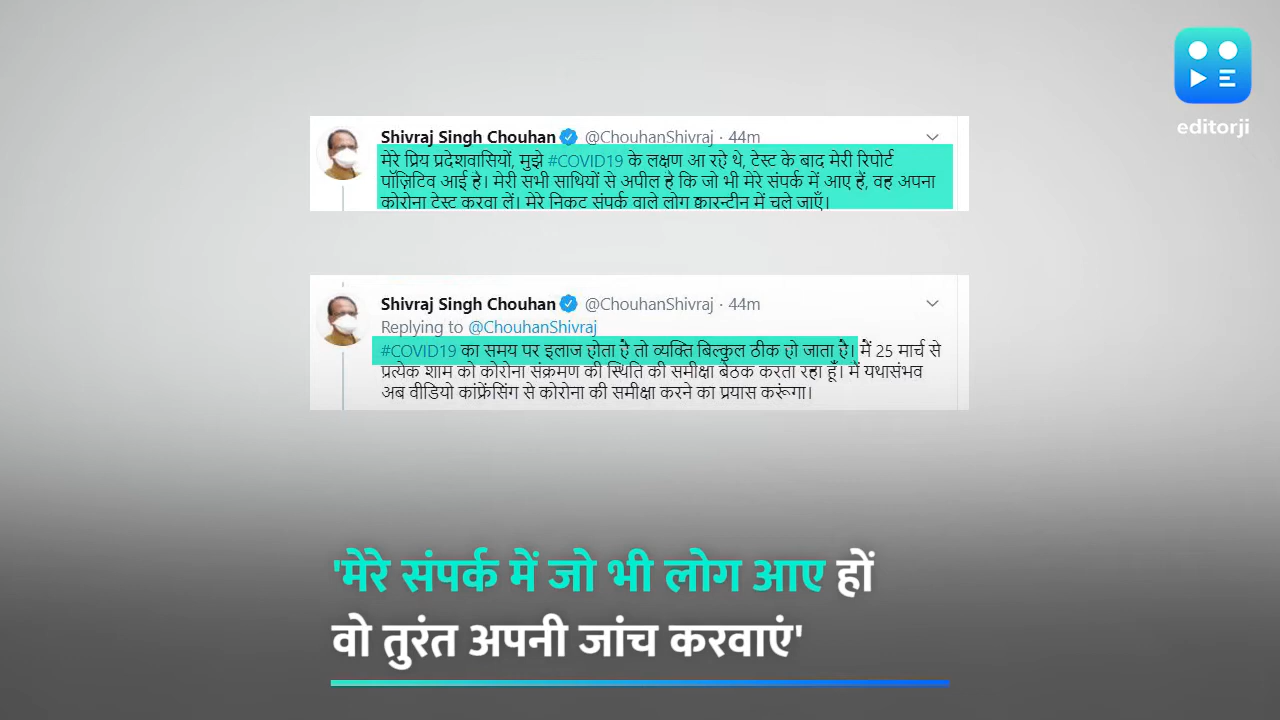 editorji
Shivraj Singh Chouhan @ChouhanShivraj · 44m
मेरे प्रिय प्रदेशवासियों, मुझे #COVID19 के लक्षण आ रहे थे, टेस्ट के बाद मेरी रिपोर्ट
पॉज़िटिव आई है। मेरी सभी साथियों से अपील है कि जो भी मेरे संपर्क में आए हैं, वह अपना
कोरोना टेस्ट करवा लें। मेरे निकट संपर्क वाले लोग क्वारन्टीन में चले जाएँ।
Shivraj Singh Chouhan @ChouhanShivraj · 44m
Replying to @ChouhanShivraj
#COVID19 का समय पर इलाज होता है तो व्यक्ति बिल्कुल ठीक हो जाता है। मैं 25 मार्च से
प्रत्येक शाम को कोरोना संक्रमण की स्थिति की समीक्षा बैठक करता रहा हूँ। मैं यथासंभव
अब वीडियो कांफ्रेंसिंग से कोरोना की समीक्षा करने का प्रयास करूंगा।
'मेरे संपर्क में जो भी लोग आए हों
वो तुरंत अपनी जांच करवाएं'